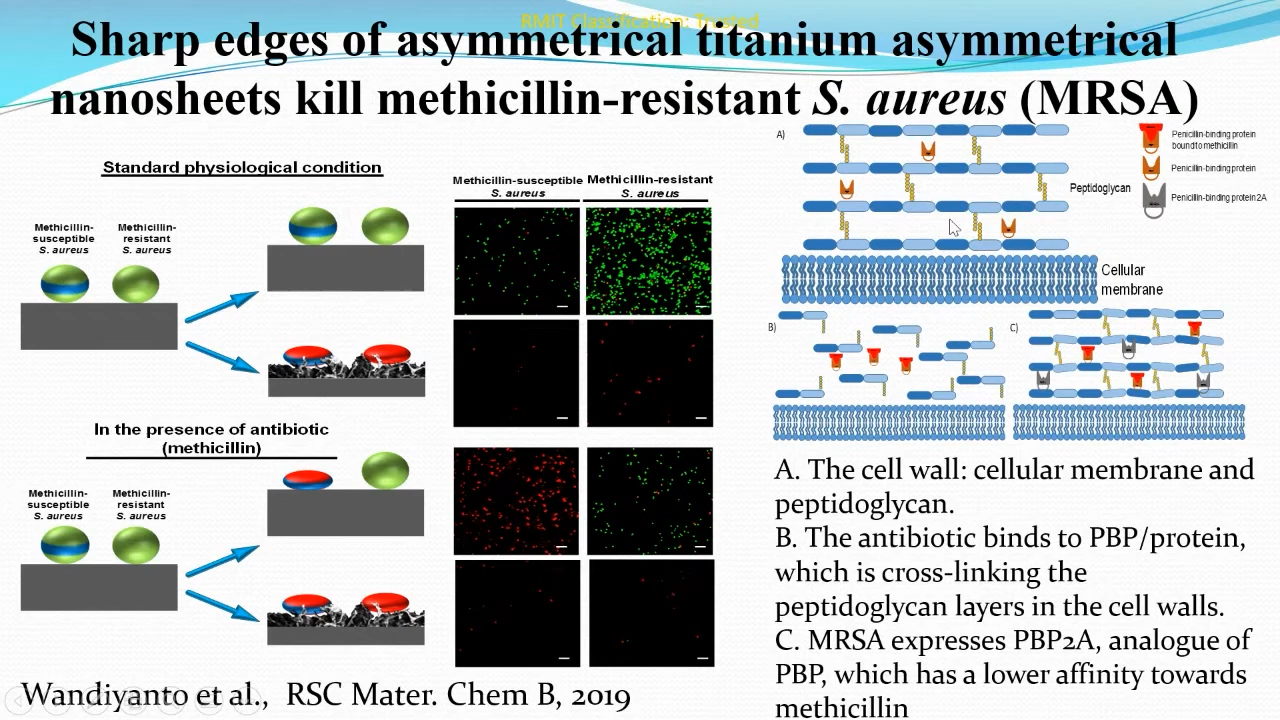 RMIT Classification: Trusted
Sharp edges of asymmetrical titanium asymmetrical
nanosheets kill methicillin-resistant S. aureus (MRSA)
Standard physiological condition
Methicillin-
susceptible
S. aureus
Methicillin-
resistant
S. aureus
In the presence of antibiotic
(methicillin)
Methicillin-
susceptible
S. aureus
Methicillin-
resistant
S. aureus
Methicillin-susceptible
S. aureus
Methicillin-resistant
S. aureus
A)
Peptidoglycan
Penicillin-binding protein
bound to methicillin
Penicillin-binding protein
Penicillin-binding protein 2A
Cellular
membrane
B)
C)
A. The cell wall: cellular membrane and
peptidoglycan.
B. The antibiotic binds to PBP/protein,
which is cross-linking the
peptidoglycan layers in the cell walls.
C. MRSA expresses PBP2A, analogue of
PBP, which has a lower affinity towards
methicillin
Wandiyanto et al., RSC Mater. Chem B, 2019